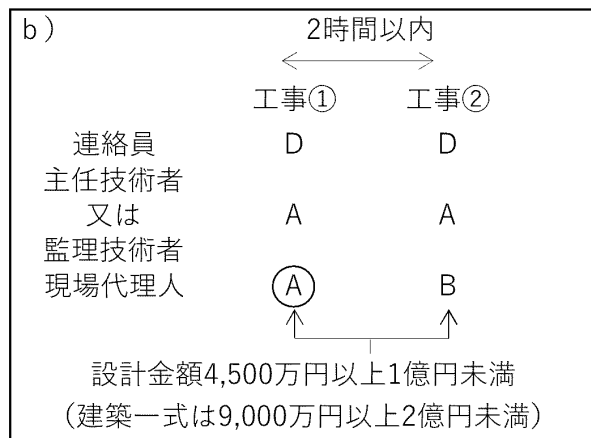 b）
2時間以内
工事① 工事②
連絡員 D D
主任技術者
又は A A
監理技術者
現場代理人 A B
設計金額4,500万円以上1億円未満
（建築一式は9,000万円以上2億円未満）